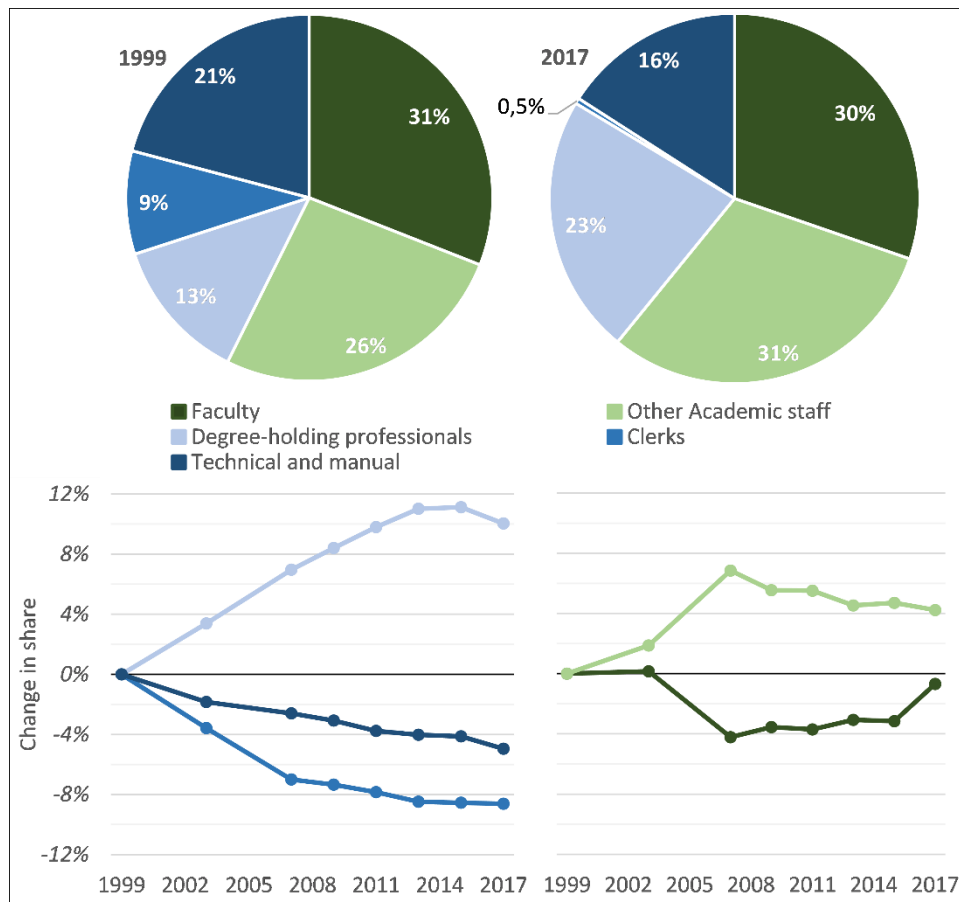 1999
21%
31%
9%
13%
26%
2017
16%
0,5%
30%
23%
31%
Faculty
Other Academic staff
Degree-holding professionals
Clerks
Technical and manual
Change in share
12%
8%
4%
0%
-4%
-8%
-12%
1999 2002 2005 2008 2011 2014 2017
1999 2002 2005 2008 2011 2014 2017